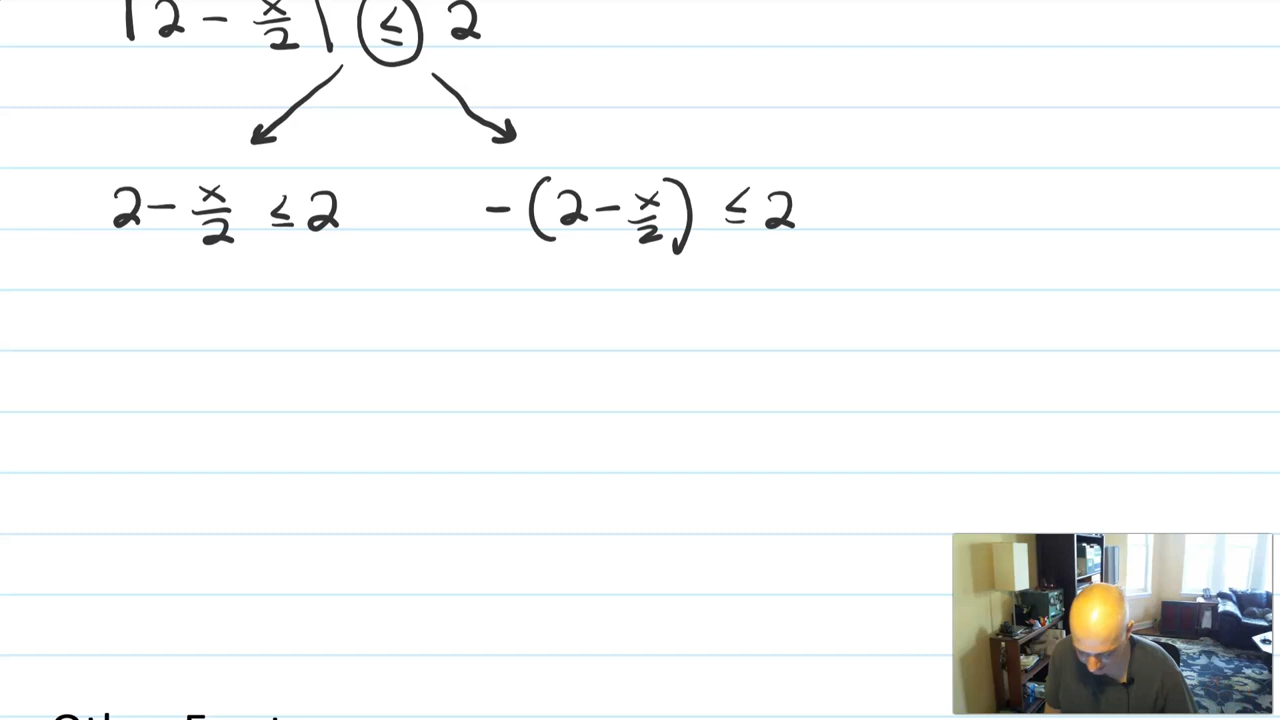 |2 - x/2| ≤ 2
2 - x/2 ≤ 2 -(2 - x/2) ≤ 2